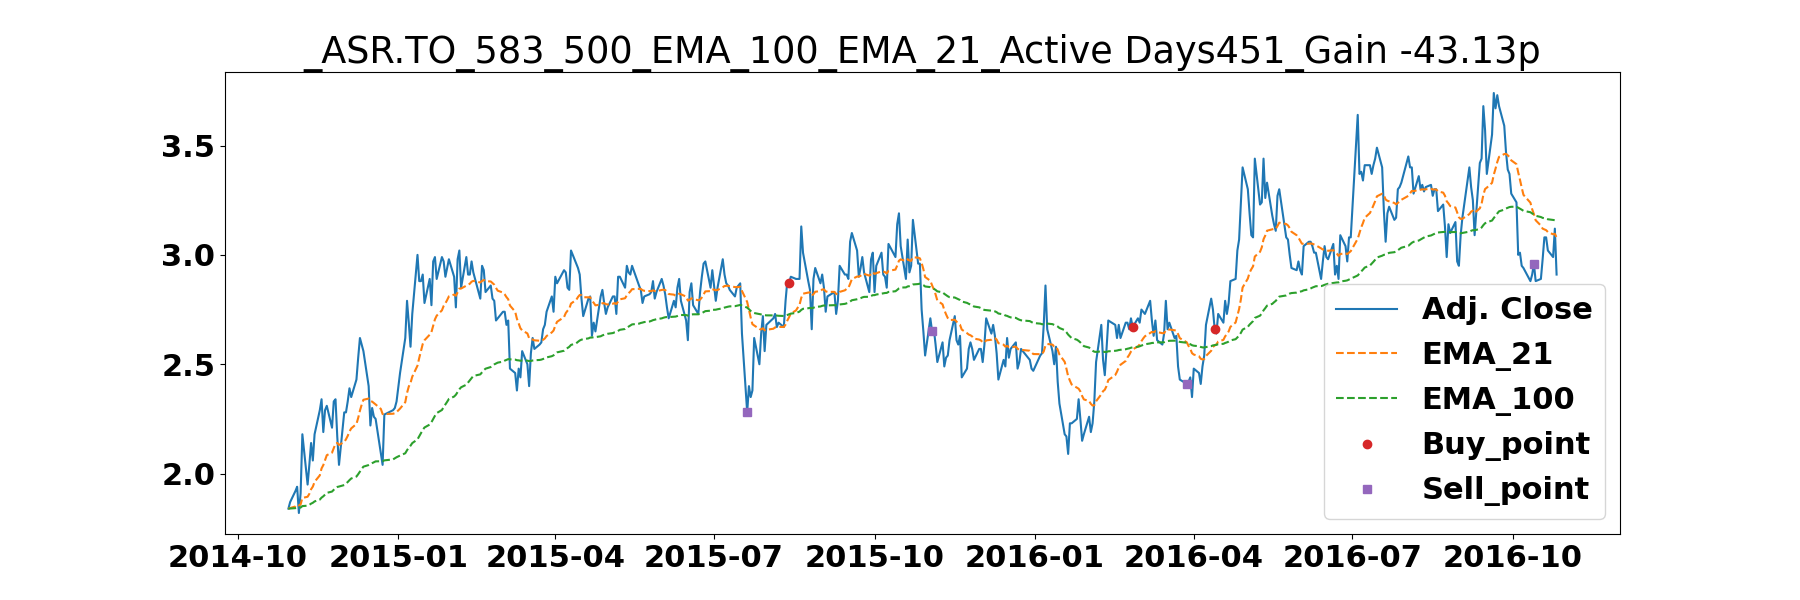 _ASR.TO_583_500_EMA_100_EMA_21_Active Days451_Gain -43.13p
3.5
3.0
2.5
2.0
2014-10 2015-01 2015-04 2015-07 2015-10 2016-01 2016-04 2016-07 2016-10
Adj. Close
EMA_21
EMA_100
Buy_point
Sell_point